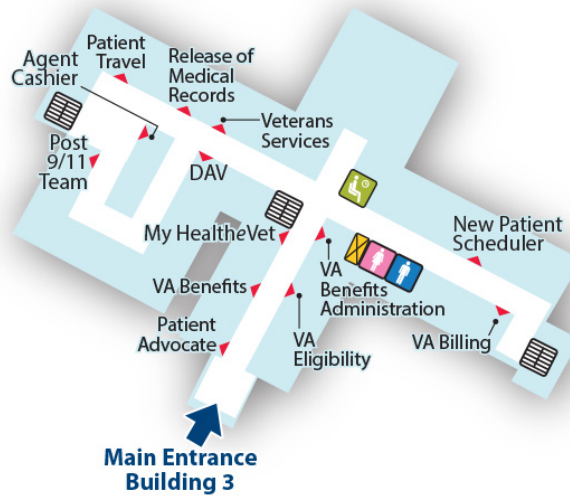 Patient
Travel
Agent
Cashier
Release of
Medical
Records
Veterans
Services
Post
9/11
Team
DAV
My HealtheVet
New Patient
Scheduler
VA
Benefits
Administration
VA Benefits
Patient
Advocate
VA
Eligibility
VA Billing
Main Entrance
Building 3